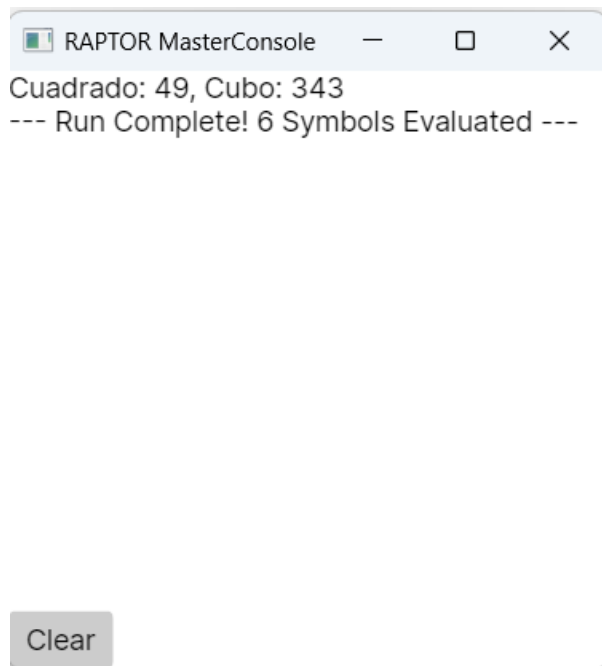 RAPTOR MasterConsole
Cuadrado: 49, Cubo: 343
--- Run Complete! 6 Symbols Evaluated ---
Clear